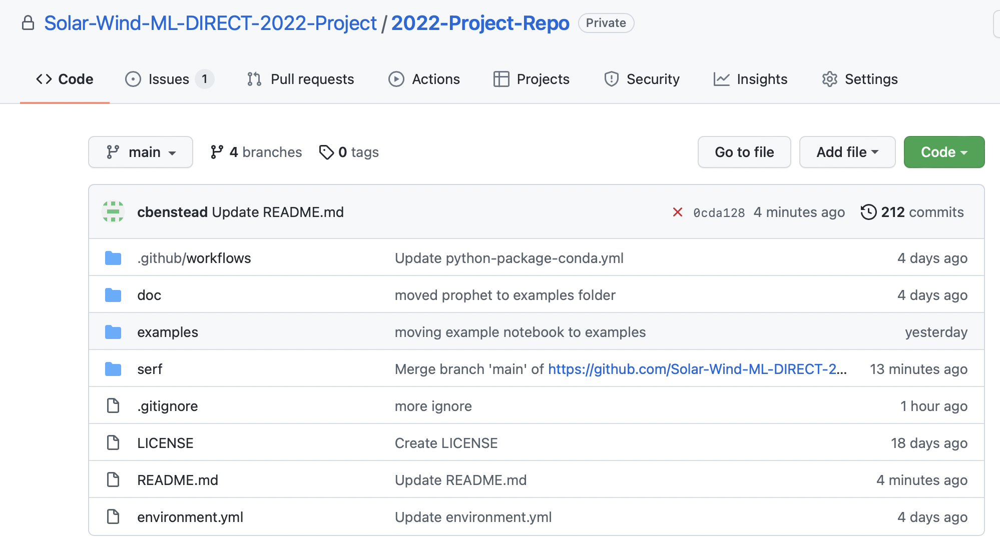 Solar-Wind-ML-DIRECT-2022-Project / 2022-Project-Repo Private
Code Issues 1 Pull requests Actions Projects Security Insights Settings
main 4 branches 0 tags Go to file Add file Code
cbenstead Update README.md 0cda128 4 minutes ago 212 commits
.github/workflows Update python-package-conda.yml 4 days ago
doc moved prophet to examples folder 4 days ago
examples moving example notebook to examples yesterday
serf Merge branch 'main' of https://github.com/Solar-Wind-ML-DIRECT-2... 13 minutes ago
.gitignore more ignore 1 hour ago
LICENSE Create LICENSE 18 days ago
README.md Update README.md 4 minutes ago
environment.yml Update environment.yml 4 days ago